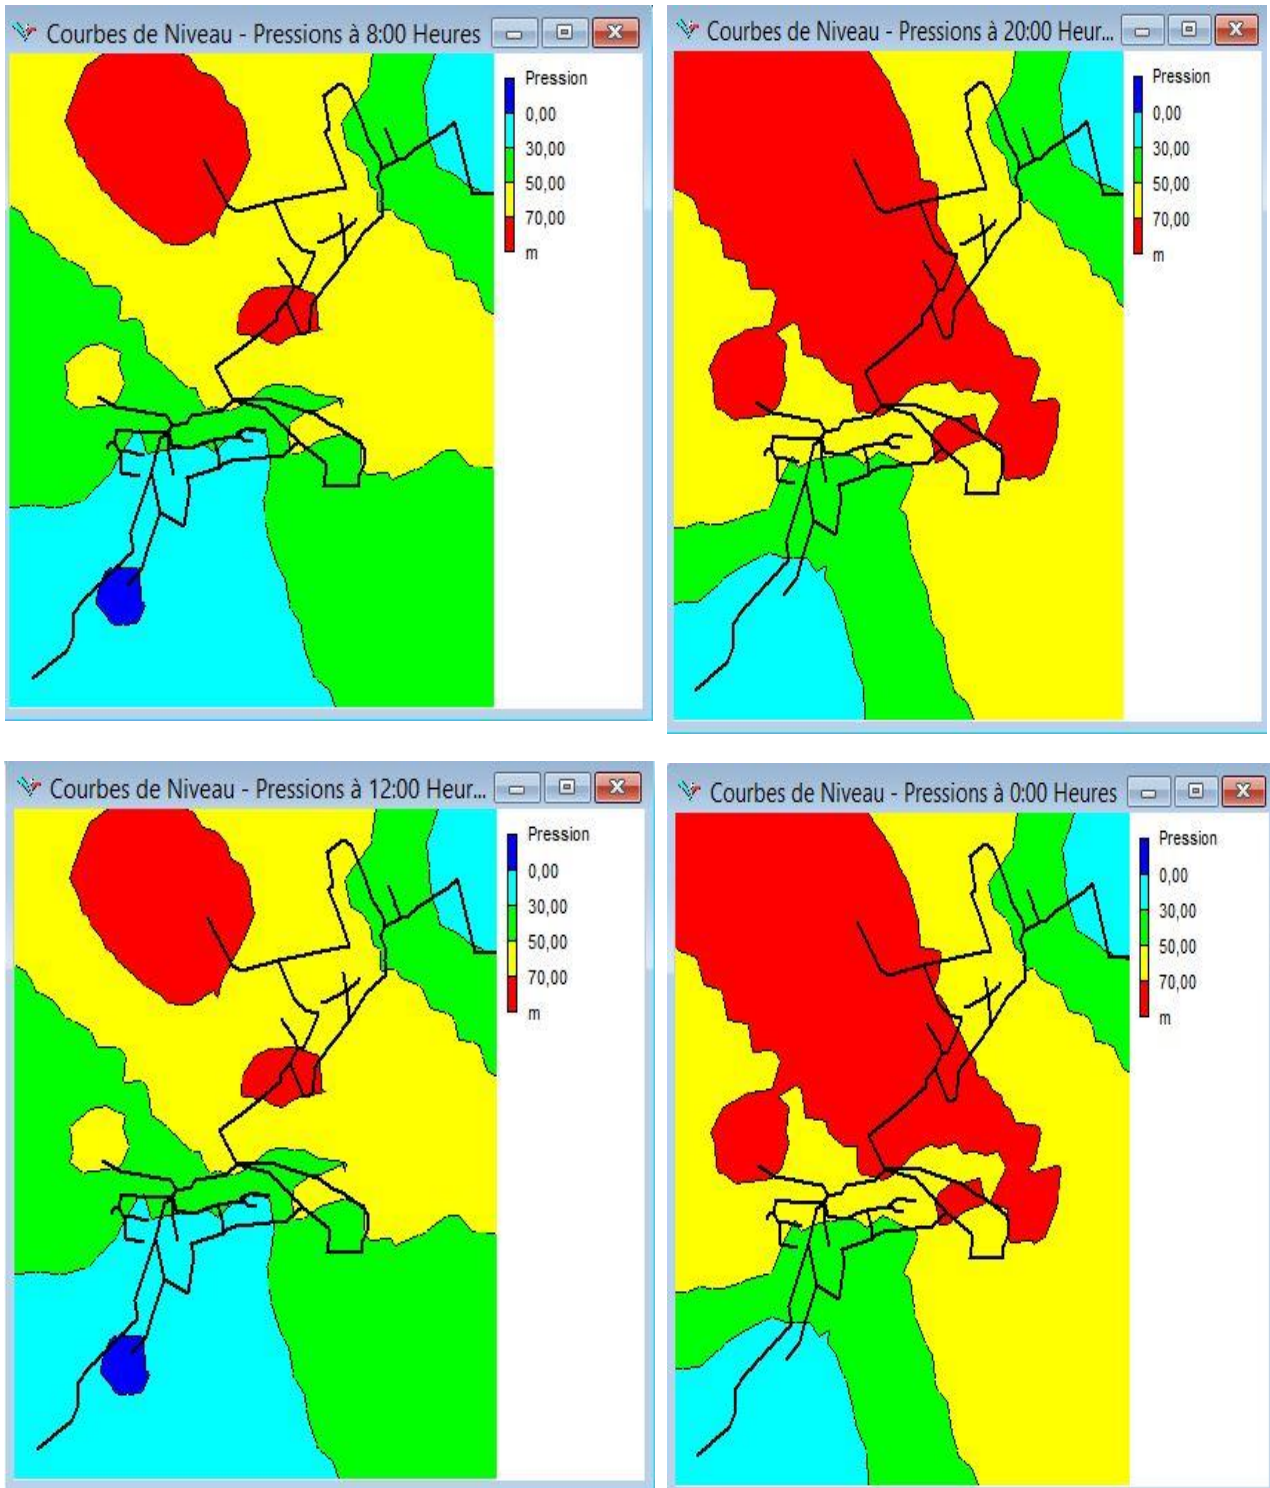 Courbes de Niveau - Pressions à 8:00 Heures
Pression
0,00
30,00
50,00
70,00
m
Courbes de Niveau - Pressions à 20:00 Heur...
Pression
0,00
30,00
50,00
70,00
m
Courbes de Niveau - Pressions à 12:00 Heur...
Pression
0,00
30,00
50,00
70,00
m
Courbes de Niveau - Pressions à 0:00 Heures
Pression
0,00
30,00
50,00
70,00
m